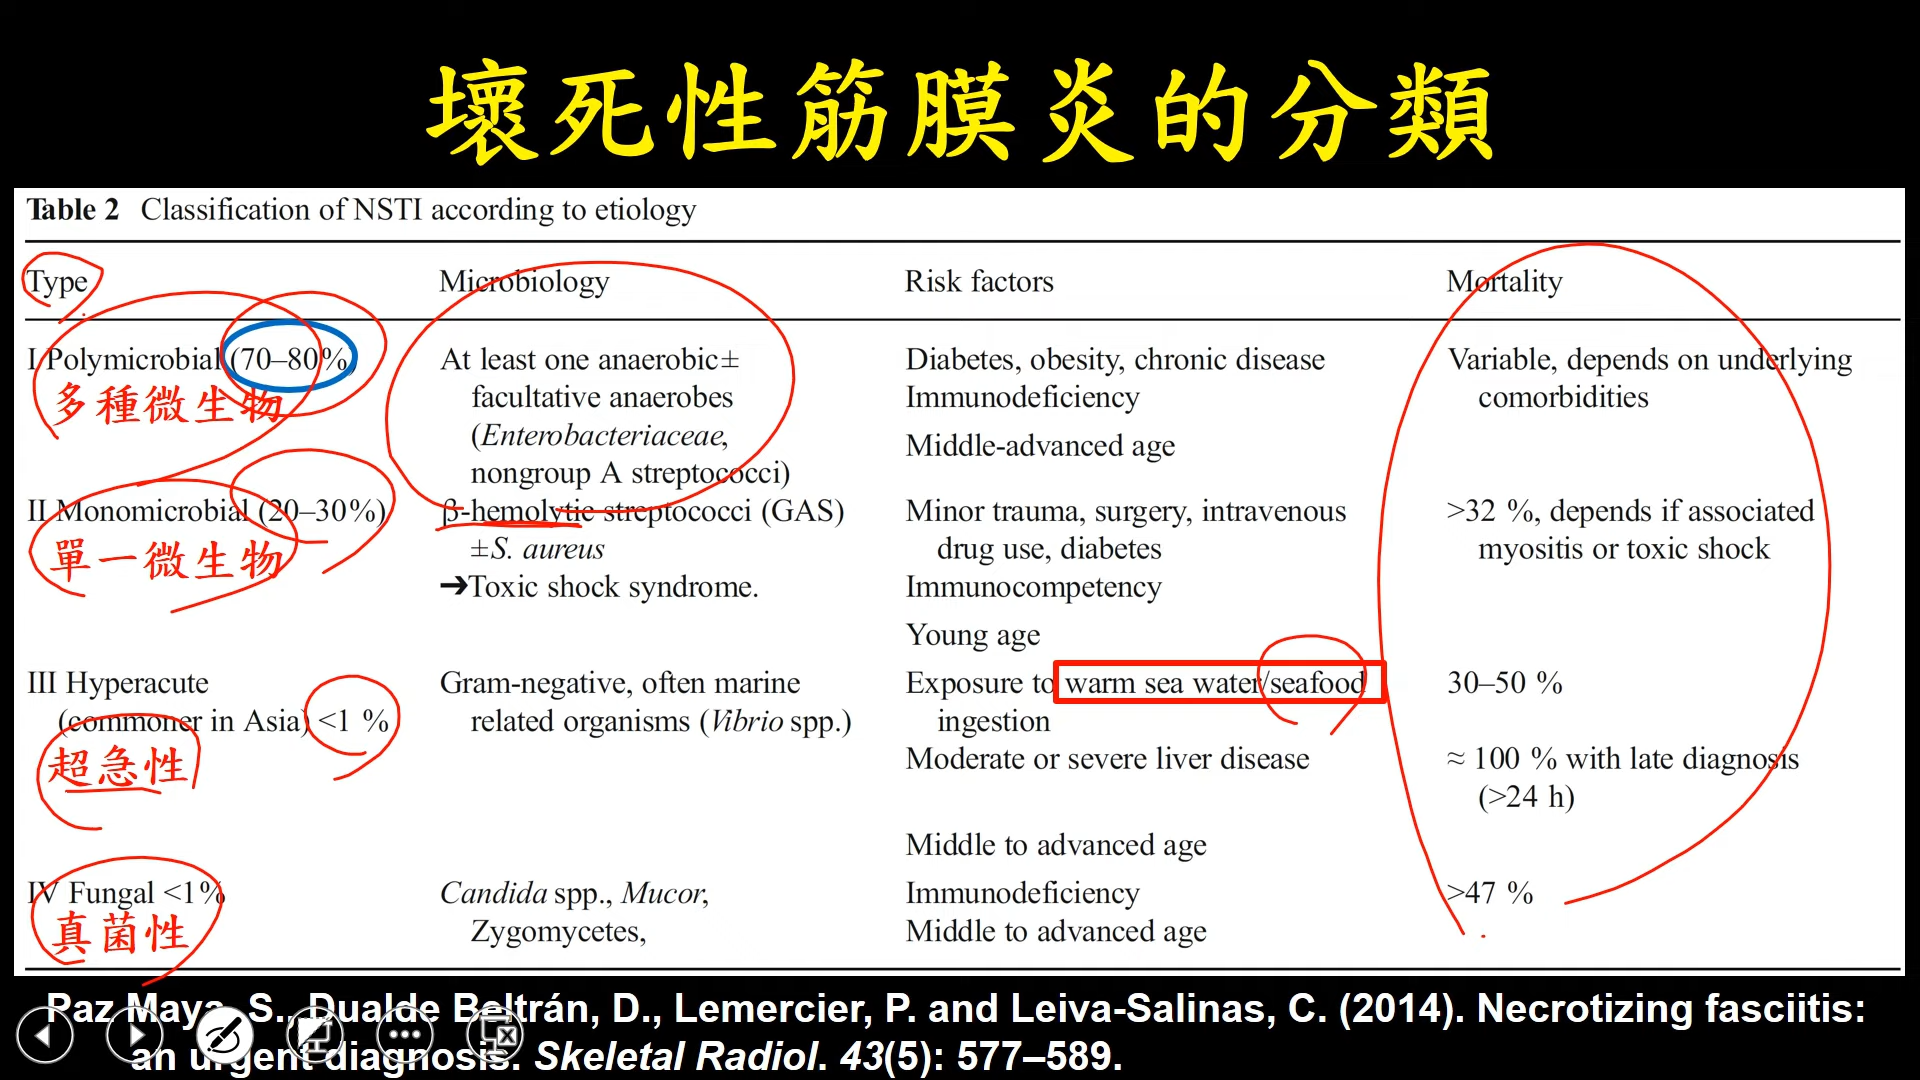 壞死性筋膜炎的分類
Table 2 Classification of NSTI according to etiology
Type Microbiology Risk factors Mortality
I Polymicrobial (70–80%) At least one anaerobic± Diabetes, obesity, chronic disease Variable, depends on underlying
多種微生物 facultative anaerobes Immunodeficiency comorbidities
(Enterobacteriaceae, Middle-advanced age
nongroup A streptococci)
II Monomicrobial (20–30%) β-hemolytic streptococci (GAS) Minor trauma, surgery, intravenous >32 %, depends if associated
單一微生物 ±S. aureus drug use, diabetes myositis or toxic shock
➔Toxic shock syndrome. Immunocompetency
Young age
III Hyperacute Gram-negative, often marine Exposure to warm sea water/seafood 30–50 %
(commoner in Asia) <1 % related organisms (Vibrio spp.) ingestion
超急性 Moderate or severe liver disease ≈ 100 % with late diagnosis
(>24 h)
Middle to advanced age
IV Fungal <1% Candida spp., Mucor, Immunodeficiency >47 %
真菌性 Zygomycetes, Middle to advanced age
Paz Maya, S., Dualde Beltrán, D., Lemercier, P. and Leiva-Salinas, C. (2014). Necrotizing fasciitis:
an urgent diagnosis. Skeletal Radiol. 43(5): 577–589.